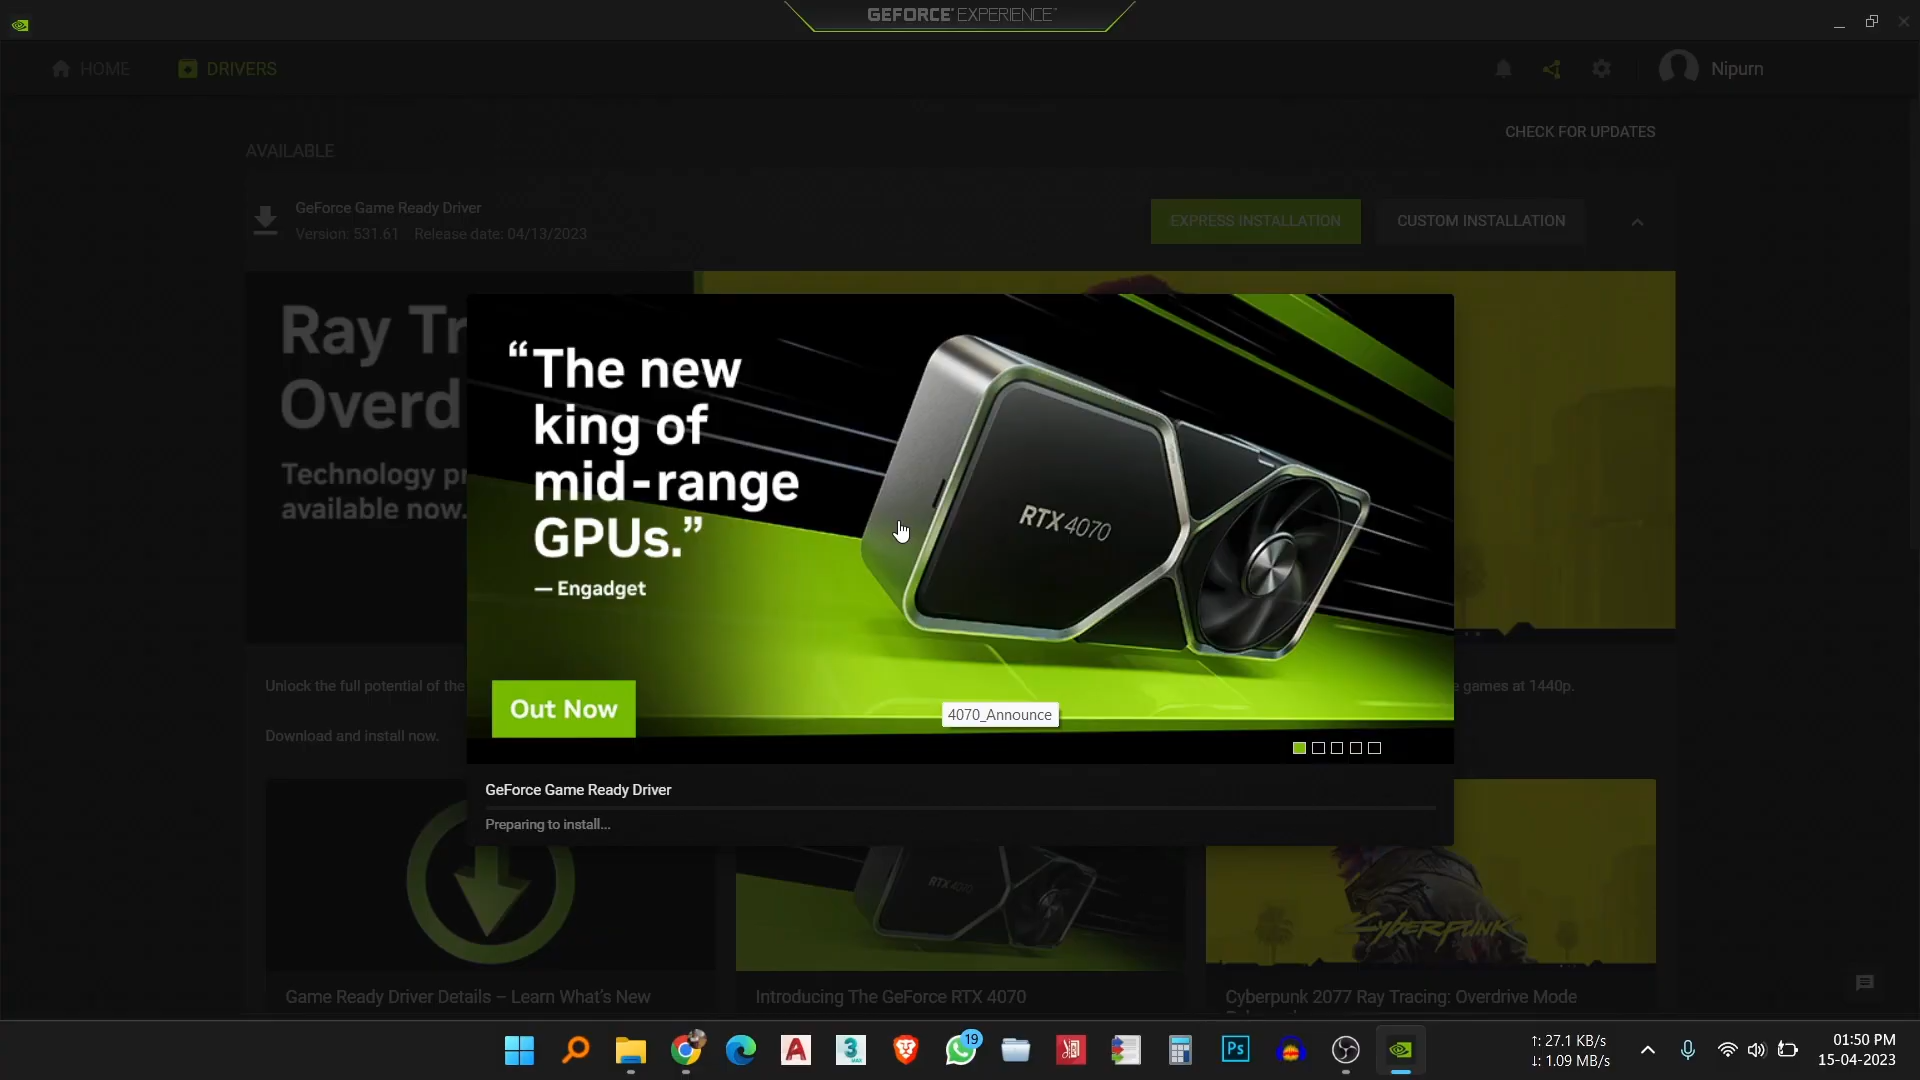 GEFORCE EXPERIENCE
HOME
DRIVERS
Nipurn
CHECK FOR UPDATES
AVAILABLE
GeForce Game Ready Driver
Version: 531.61 Release date: 04/13/2023
EXPRESS INSTALLATION
CUSTOM INSTALLATION
Ray Tr
Overd
Technology pr
available now.
“The new
king of
mid-range
GPUs.”
— Engadget
RTX 4070
Out Now
4070_Announce
Unlock the full potential of the
e games at 1440p.
Download and install now.
GeForce Game Ready Driver
Preparing to install...
RTX 4070
CYBERPUNK
Game Ready Driver Details – Learn What's New
Introducing The GeForce RTX 4070
Cyberpunk 2077 Ray Tracing: Overdrive Mode
19
A
3
Ps
↑: 27.1 KB/s
↓: 1.09 MB/s
01:50 PM
15-04-2023